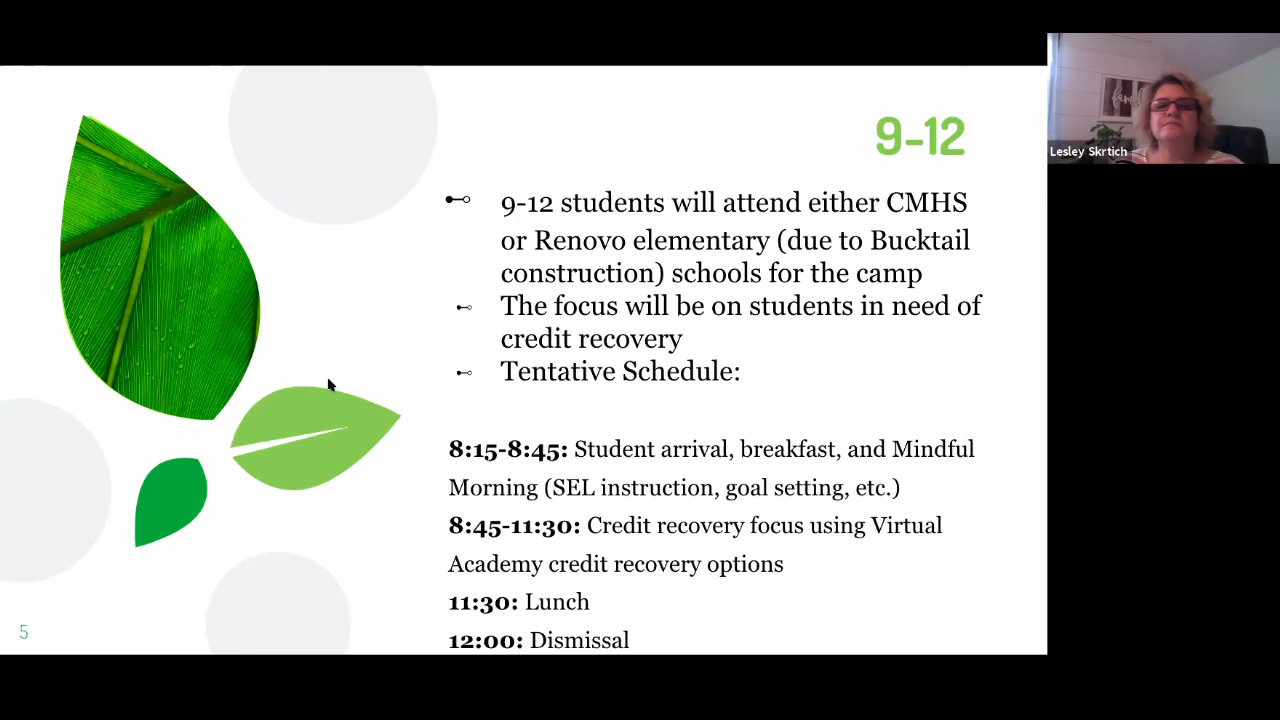 9-12
9-12 students will attend either CMHS
or Renovo elementary (due to Bucktail
construction) schools for the camp
The focus will be on students in need of
credit recovery
Tentative Schedule:
8:15-8:45: Student arrival, breakfast, and Mindful
Morning (SEL instruction, goal setting, etc.)
8:45-11:30: Credit recovery focus using Virtual
Academy credit recovery options
11:30: Lunch
12:00: Dismissal
5
Lesley Skrtich